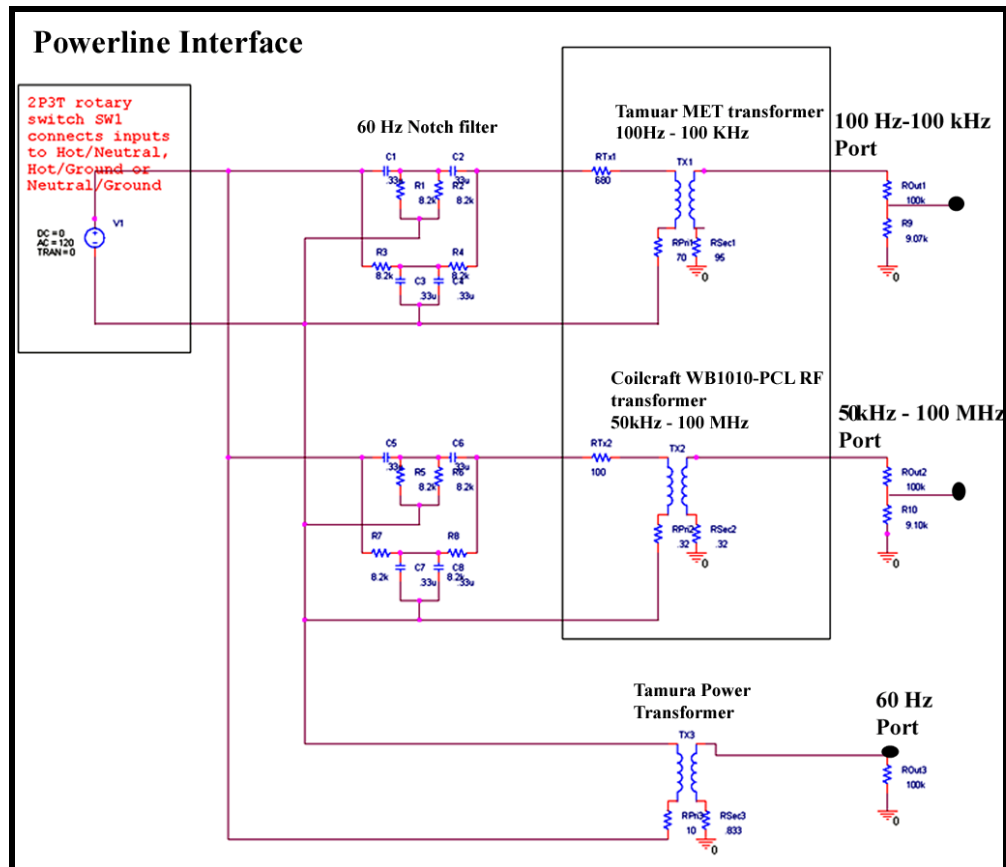 Powerline Interface
2P3T rotary
switch SW1
connects inputs
to Hot/Neutral,
Hot/Ground or
Neutral/Ground
V1
DC = 0
AC = 120
TRAN = 0
60 Hz Notch filter
C1
.33u
C2
.33u
R1
8.2k
R2
8.2k
R3
8.2k
R4
8.2k
C3
.33u
C4
.33u
Tamuar MET transformer
100Hz - 100 KHz
RTx1
680
TX1
RPri1
70
RSec1
95
0
100 Hz-100 kHz
Port
ROut1
100k
R9
9.07k
0
C5
.33u
C6
.33u
R5
8.2k
R6
8.2k
R7
8.2k
R8
8.2k
C7
.33u
C8
.33u
Coilcraft WB1010-PCL RF
transformer
50kHz - 100 MHz
RTx2
100
TX2
RPri2
.32
RSec2
.32
0
50kHz - 100 MHz
Port
ROut2
100k
R10
9.10k
0
Tamura Power
Transformer
TX3
RPri3
10
RSec3
.833
0
60 Hz
Port
ROut3
100k
0